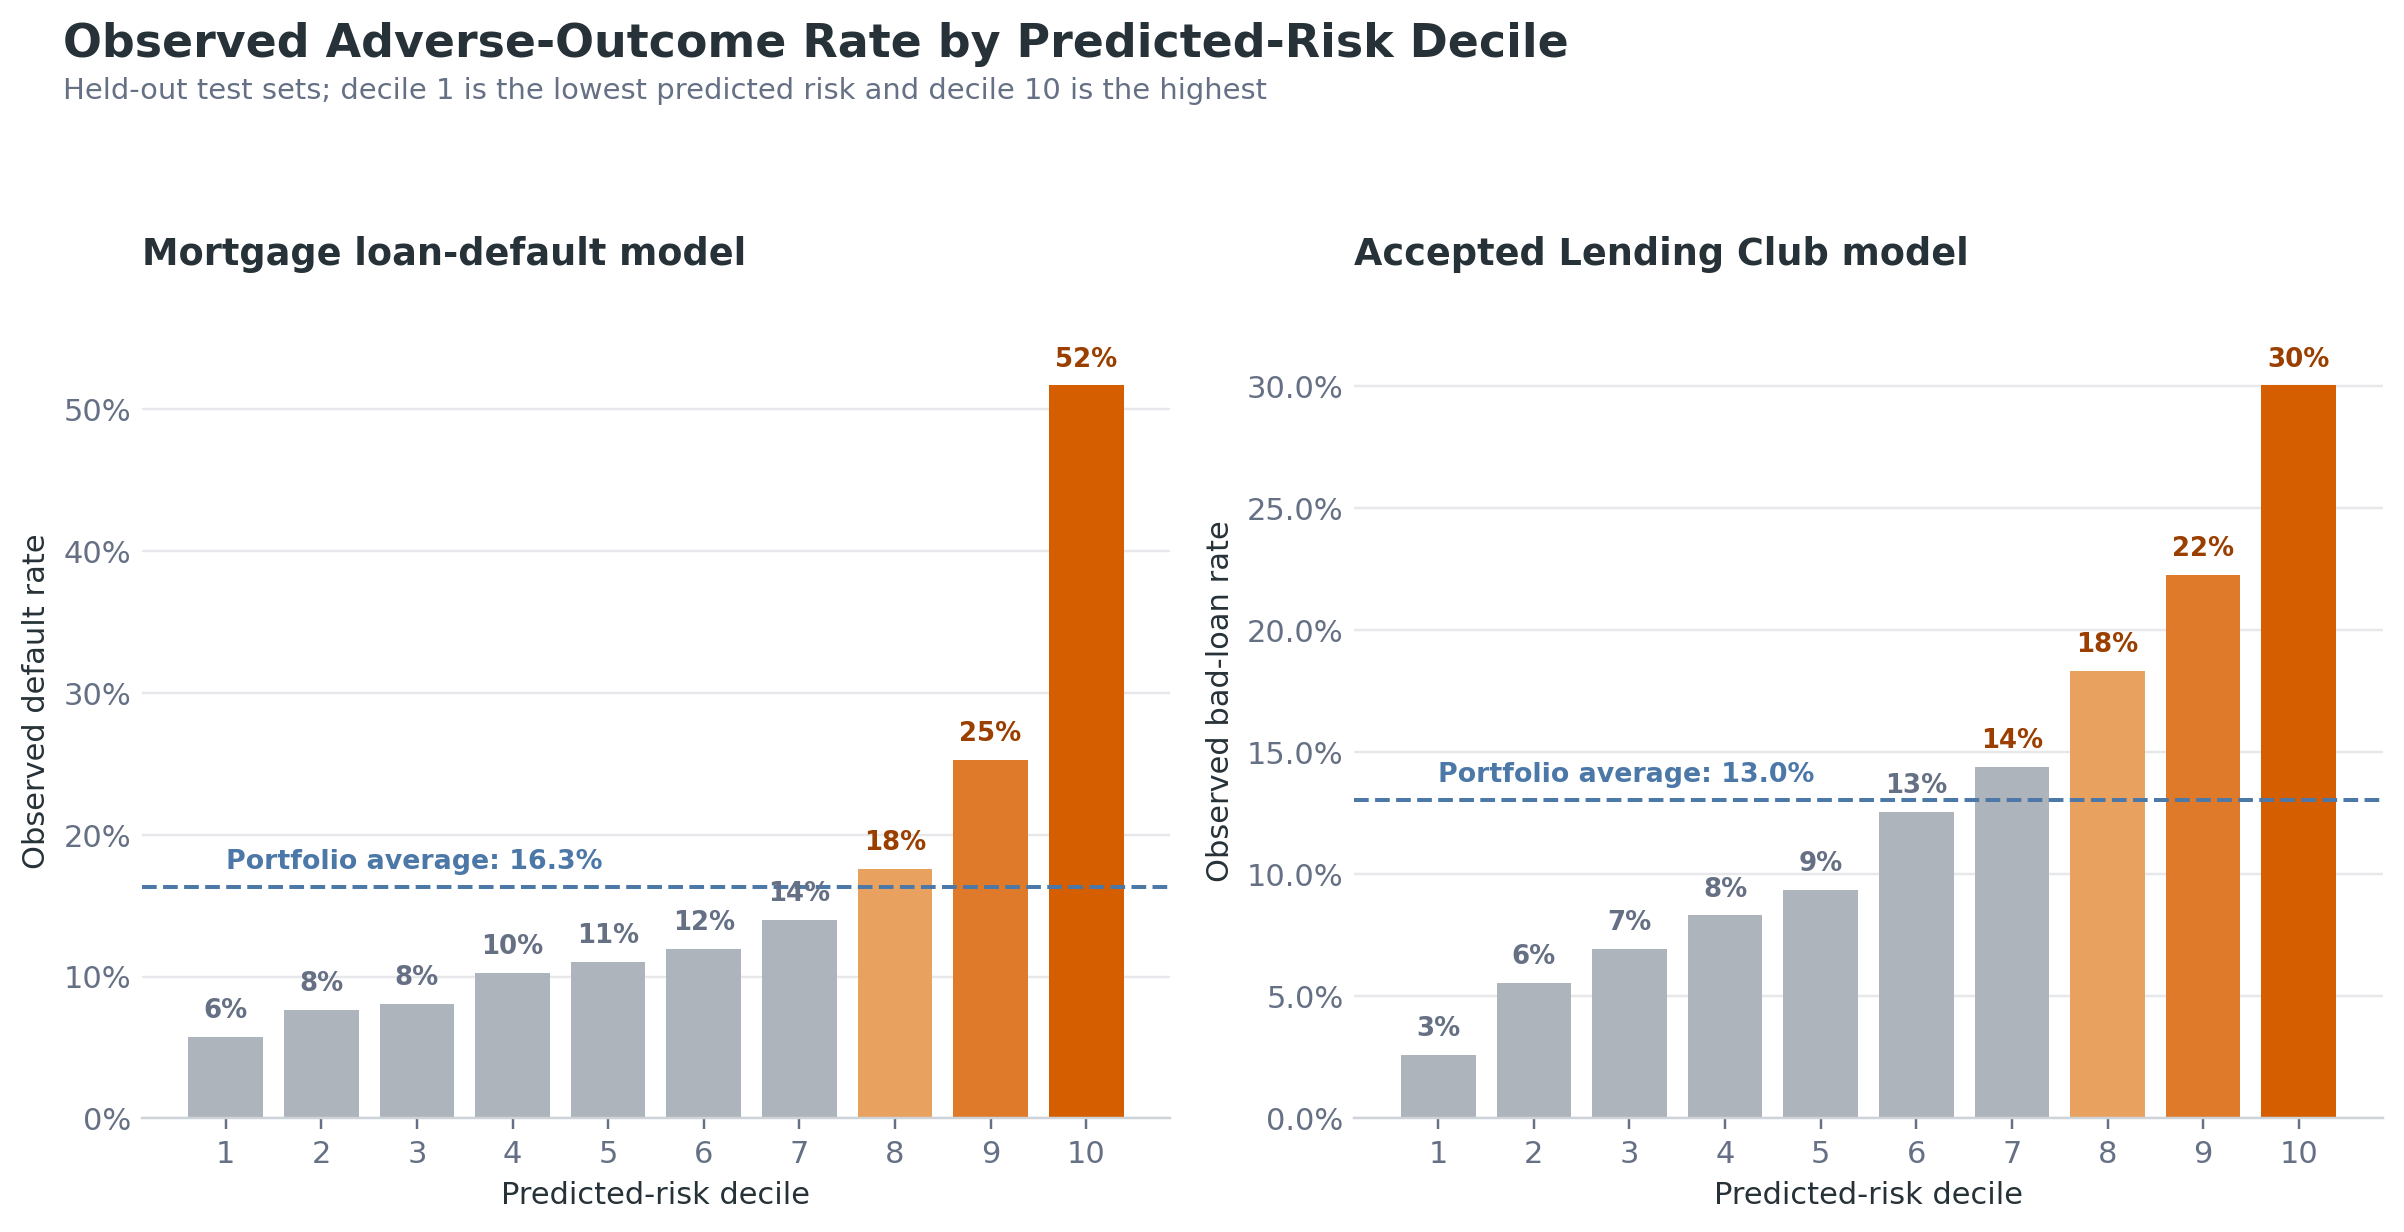 Observed Adverse-Outcome Rate by Predicted-Risk Decile
Held-out test sets; decile 1 is the lowest predicted risk and decile 10 is the highest
Mortgage loan-default model
Observed default rate
50%
40%
30%
20%
10%
0%
Portfolio average: 16.3%
6%
8%
8%
10%
11%
12%
14%
18%
25%
52%
1 2 3 4 5 6 7 8 9 10
Predicted-risk decile
Accepted Lending Club model
Observed bad-loan rate
30.0%
25.0%
20.0%
15.0%
10.0%
5.0%
0.0%
Portfolio average: 13.0%
3%
6%
7%
8%
9%
13%
14%
18%
22%
30%
1 2 3 4 5 6 7 8 9 10
Predicted-risk decile